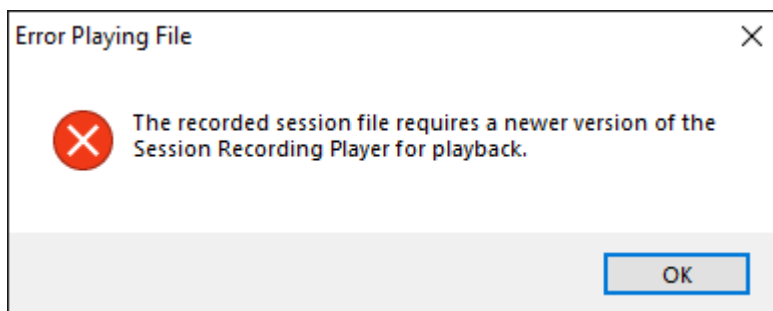 Error Playing File
The recorded session file requires a newer version of the
Session Recording Player for playback.
OK